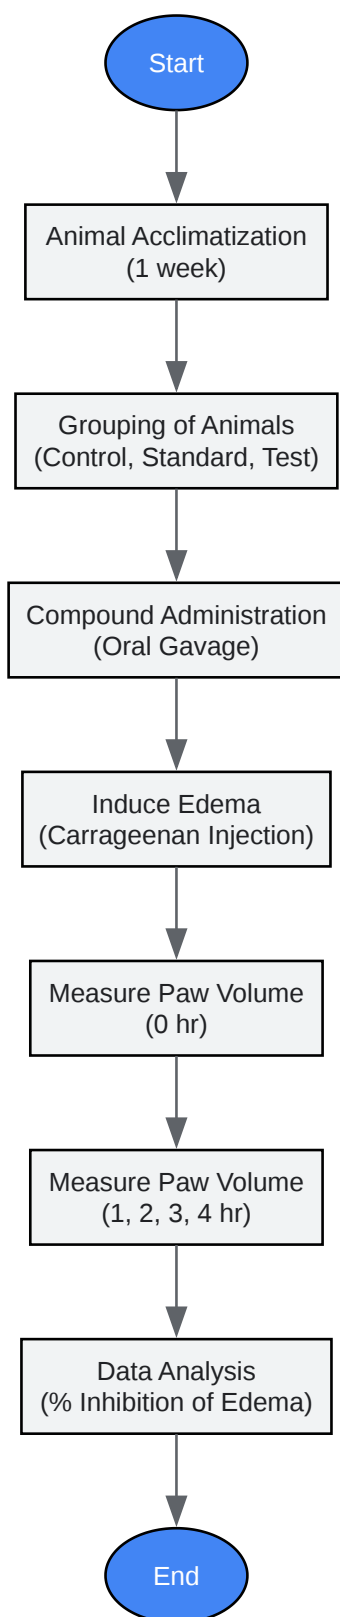 Start
Animal Acclimatization
(1 week)
Grouping of Animals
(Control, Standard, Test)
Compound Administration
(Oral Gavage)
Induce Edema
(Carrageenan Injection)
Measure Paw Volume
(0 hr)
Measure Paw Volume
(1, 2, 3, 4 hr)
Data Analysis
(% Inhibition of Edema)
End